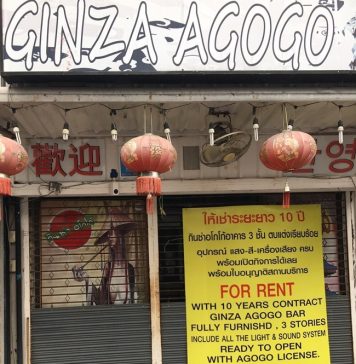 GINZA AGOGO
歡迎
ให้เช่าระยะยาว 10 ปี
กินซ่าอโกโก้อาคาร 3 ชั้น ตบแต่งเรียบร้อย
อุปกรณ์ แสง-สี-เครื่องเสียง ครบ
พร้อมเปิดกิจการได้เลย
พร้อมใบอนุญาติสถานบริการ
FOR RENT
WITH 10 YEARS CONTRACT
GINZA AGOGO BAR
FULLY FURNISHD , 3 STORIES
INCLUDE ALL THE LIGHT & SOUND SYSTEM
READY TO OPEN
WITH AGOGO LICENSE.